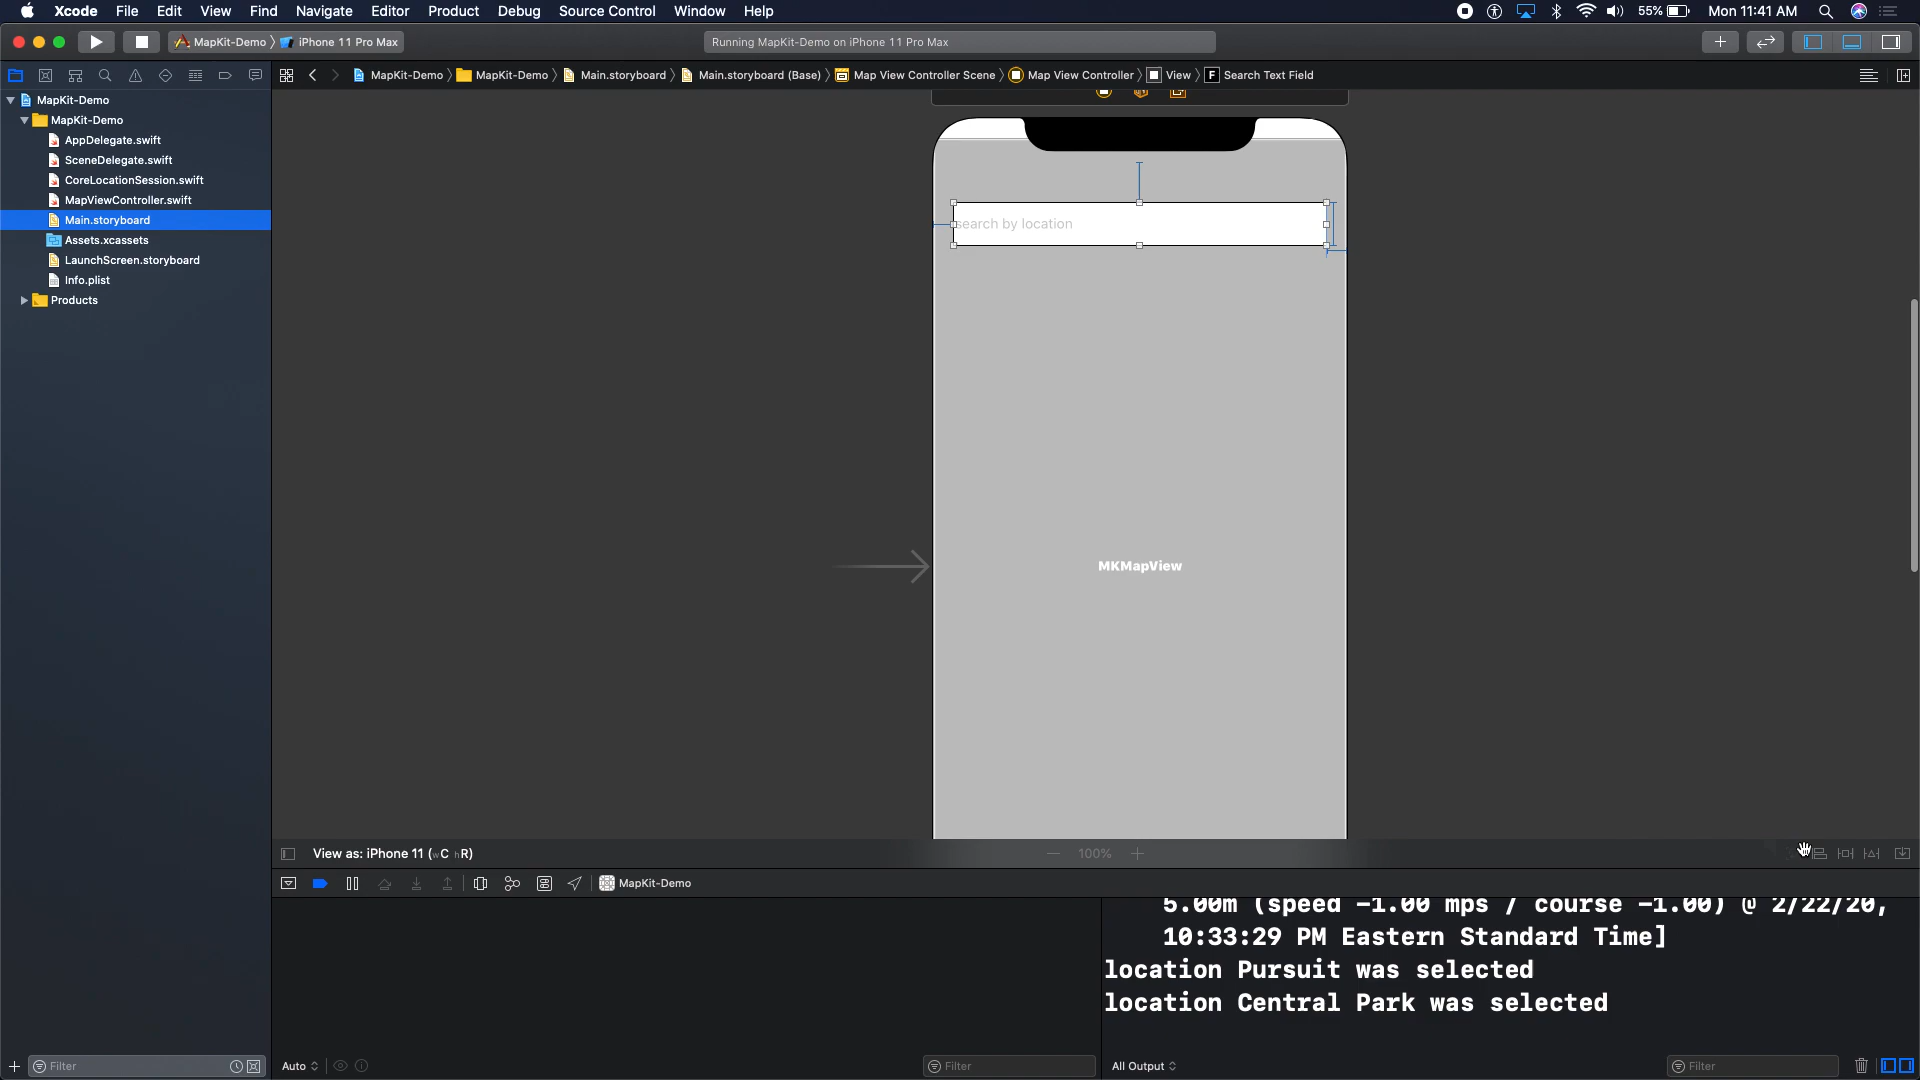 Xcode File Edit View Find Navigate Editor Product Debug Source Control Window Help 55% Mon 11:41 AM
MapKit-Demo iPhone 11 Pro Max Running MapKit-Demo on iPhone 11 Pro Max
MapKit-Demo MapKit-Demo Main.storyboard Main.storyboard (Base) Map View Controller Scene Map View Controller View F Search Text Field
MapKit-Demo
MapKit-Demo
AppDelegate.swift
SceneDelegate.swift
CoreLocationSession.swift
MapViewController.swift
Main.storyboard
Assets.xcassets
LaunchScreen.storyboard
Info.plist
Products
search by location
MKMapView
View as: iPhone 11 (wC hR) 100%
MapKit-Demo
5.00m (speed -1.00 mps / course -1.00) @ 2/22/20,
10:33:29 PM Eastern Standard Time]
location Pursuit was selected
location Central Park was selected
Filter Auto Filter All Output Filter